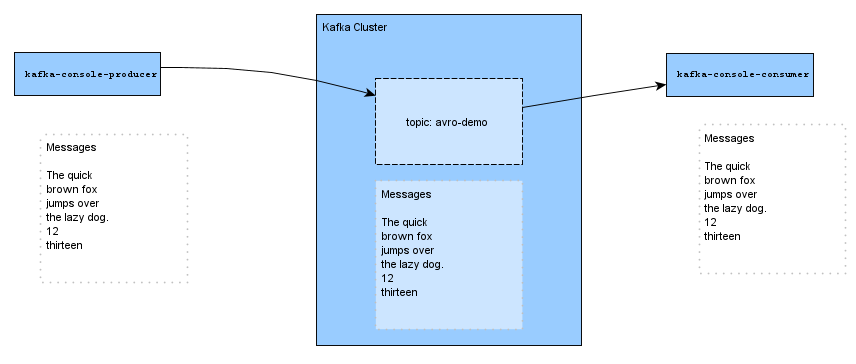 Kafka Cluster
kafka-console-producer
kafka-console-consumer
topic: avro-demo
Messages
The quick
brown fox
jumps over
the lazy dog.
12
thirteen
Messages
The quick
brown fox
jumps over
the lazy dog.
12
thirteen
Messages
The quick
brown fox
jumps over
the lazy dog.
12
thirteen